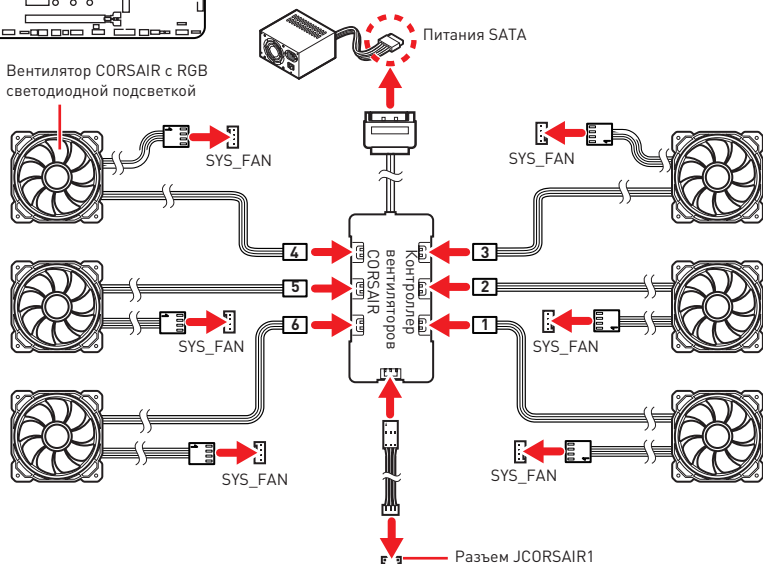 Питания SATA
Вентилятор CORSAIR с RGB
светодиодной подсветкой
SYS_FAN
SYS_FAN
4
3
5
2
6
1
Контроллер
вентиляторов
CORSAIR
SYS_FAN
SYS_FAN
SYS_FAN
SYS_FAN
Разъем JCORSAIR1